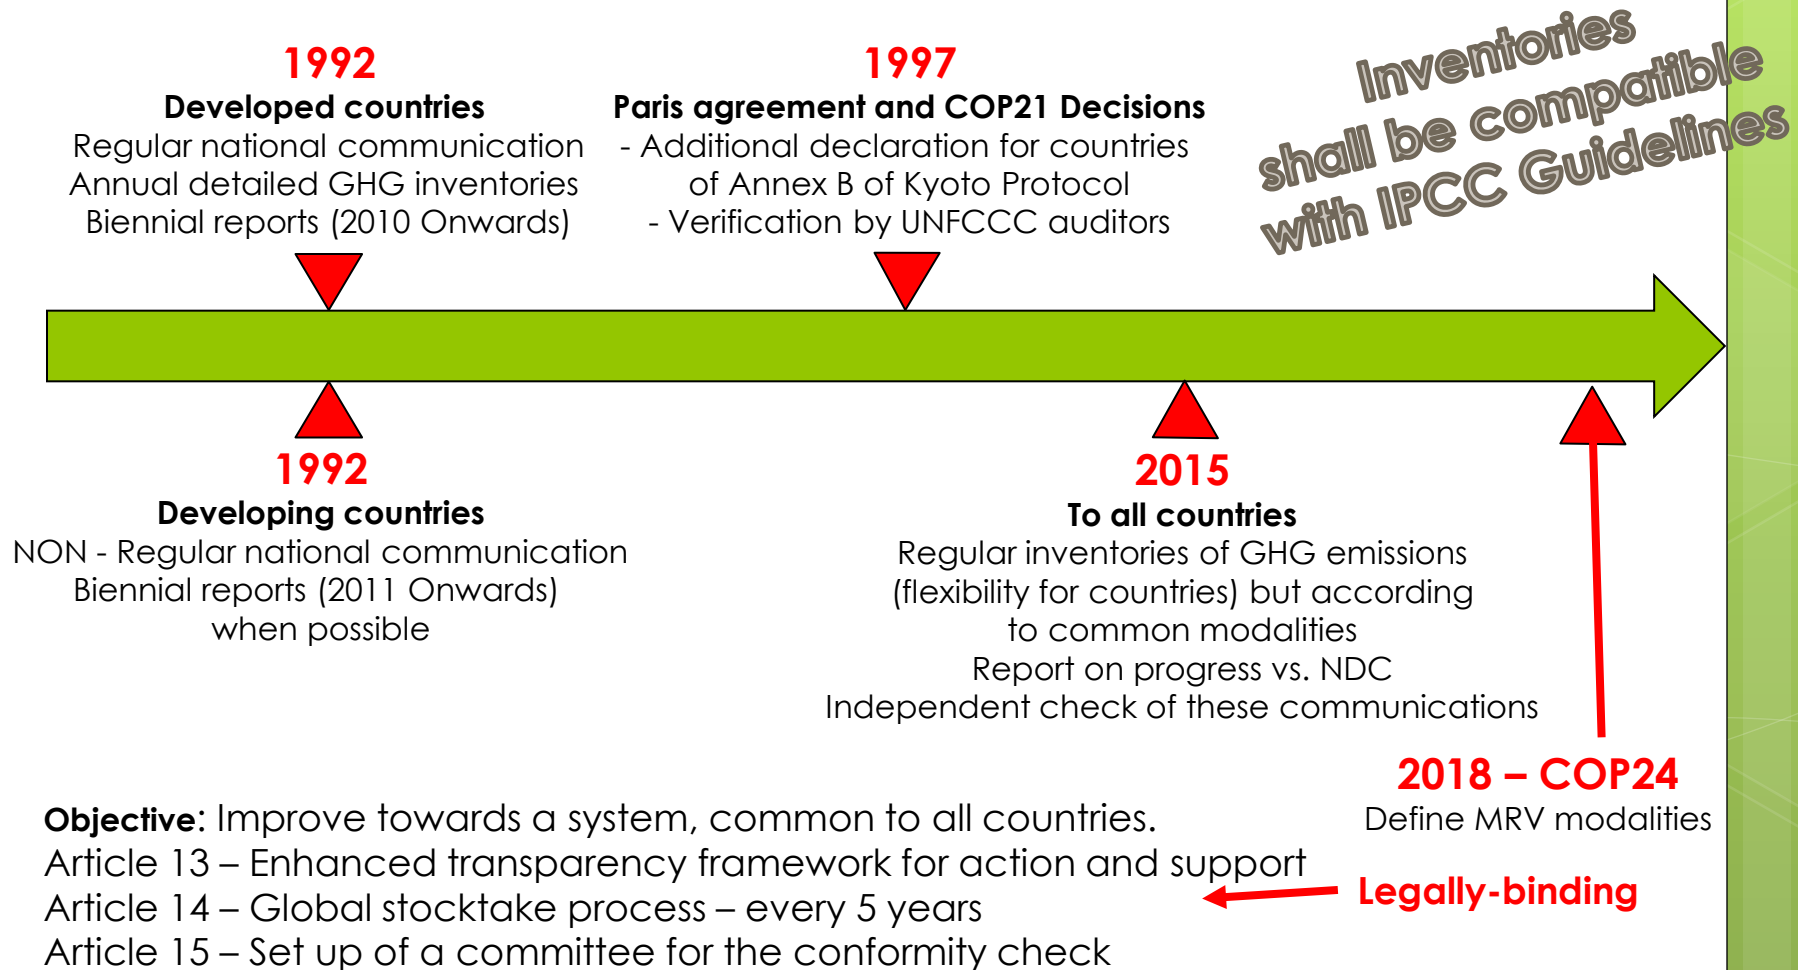 1992
Developed countries
Regular national communication
Annual detailed GHG inventories
Biennial reports (2010 Onwards)
1997
Paris agreement and COP21 Decisions
- Additional declaration for countries
of Annex B of Kyoto Protocol
- Verification by UNFCCC auditors
Inventories
shall be compatible
with IPCC Guidelines
1992
Developing countries
NON - Regular national communication
Biennial reports (2011 Onwards)
when possible
2015
To all countries
Regular inventories of GHG emissions
(flexibility for countries) but according
to common modalities
Report on progress vs. NDC
Independent check of these communications
2018 – COP24
Define MRV modalities
Objective: Improve towards a system, common to all countries.
Article 13 – Enhanced transparency framework for action and support
Article 14 – Global stocktake process – every 5 years
Article 15 – Set up of a committee for the conformity check
Legally-binding